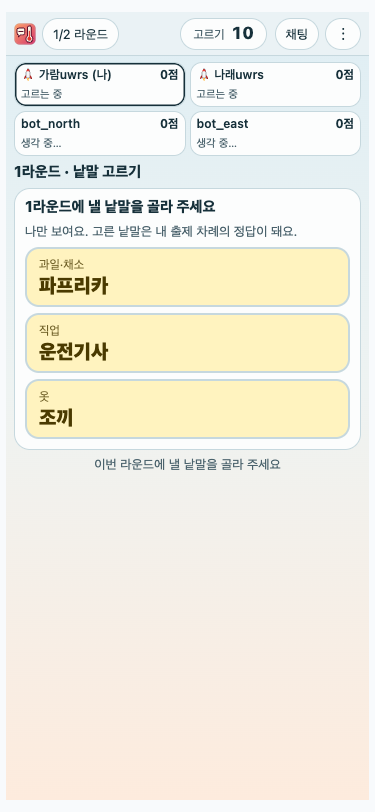 1/2 라운드
고르기 10
채팅
가람uwrs (나) 0점
고르는 중
나래uwrs 0점
고르는 중
bot_north 0점
생각 중…
bot_east 0점
생각 중…
1라운드 · 낱말 고르기
1라운드에 낼 낱말을 골라 주세요
나만 보여요. 고른 낱말은 내 출제 차례의 정답이 돼요.
과일·채소
파프리카
직업
운전기사
옷
조끼
이번 라운드에 낼 낱말을 골라 주세요